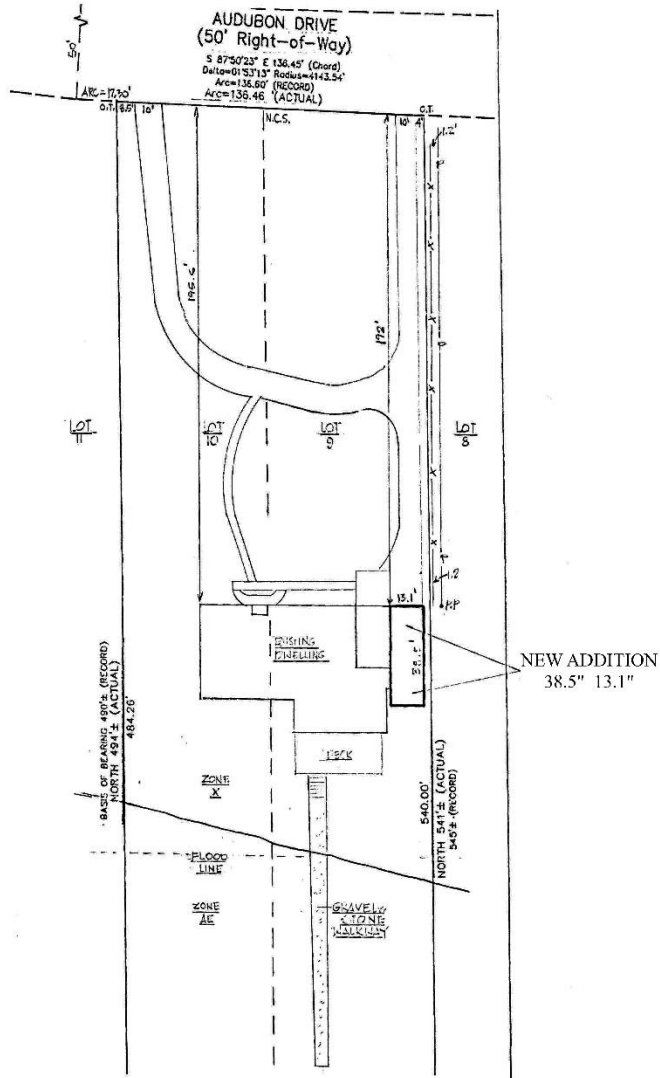 AUDUBON DRIVE
(50' Right-of-Way)
S 87°50'23" E 136.45' (Chord)
Delta=01°53'13" Radius=4143.54'
Arc=136.60' (RECORD)
Arc=136.46' (ACTUAL)
50'
ARC=17.30'
O.T.
8.5'
10'
N.C.S.
10'
4'
O.T.
1.2'
195.6'
192'
LOT
11
LOT
10
LOT
9
LOT
8
1.2
P.P
13.1'
38.5'
EXISTING
DWELLING
NEW ADDITION
38.5" 13.1"
DECK
BASIS OF BEARING 490'± (RECORD)
NORTH 494'± (ACTUAL)
484.26'
540.00'
NORTH 541'± (ACTUAL)
545'± (RECORD)
ZONE
X
FLOOD
LINE
ZONE
AE
GRAVEL &
STONE
WALKWAY